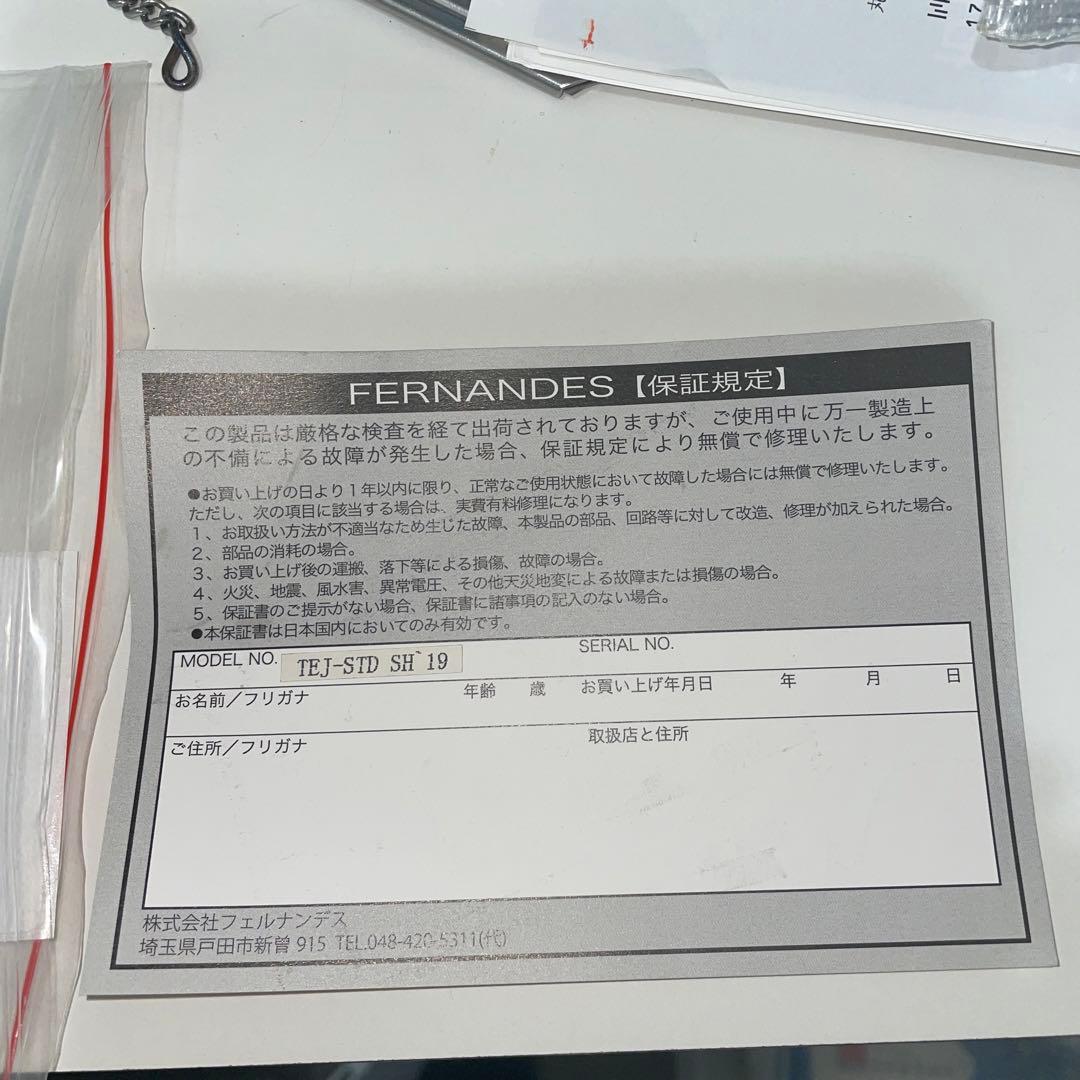 17
FERNANDES【保証規定】
この製品は厳格な検査を経て出荷されておりますが、ご使用中に万一製造上
の不備による故障が発生した場合、保証規定により無償で修理いたします。
●お買い上げの日より1年以内に限り、正常なご使用状態において故障した場合には無償で修理いたします。
ただし、次の項目に該当する場合は、実費有料修理になります。
1、お取扱い方法が不適当なため生じた故障、本製品の部品、回路等に対して改造、修理が加えられた場合。
2、部品の消耗の場合。
3、お買い上げ後の運搬、落下等による損傷、故障の場合。
4、火災、地震、風水害、異常電圧、その他天災地変による故障または損傷の場合。
5、保証書のご提示がない場合、保証書に諸事項の記入のない場合。
●本保証書は日本国内においてのみ有効です。
MODEL NO. TEJ-STD SH`19 SERIAL NO.
お名前/フリガナ 年齢 歳 お買い上げ年月日 年 月 日
ご住所/フリガナ 取扱店と住所
株式会社フェルナンデス
埼玉県戸田市新曽 915 TEL.048-420-5311(代)